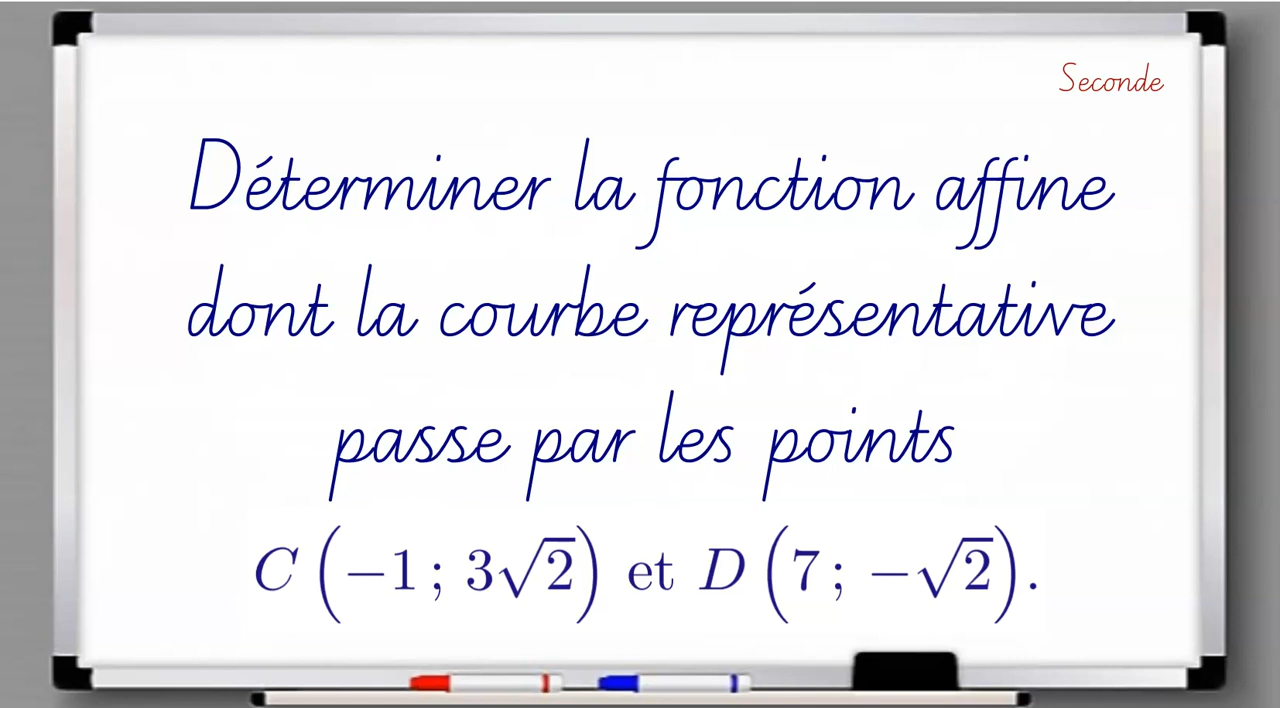 Seconde
Déterminer la fonction affine
dont la courbe représentative
passe par les points
C (−1 ; 3√2) et D (7 ; −√2).